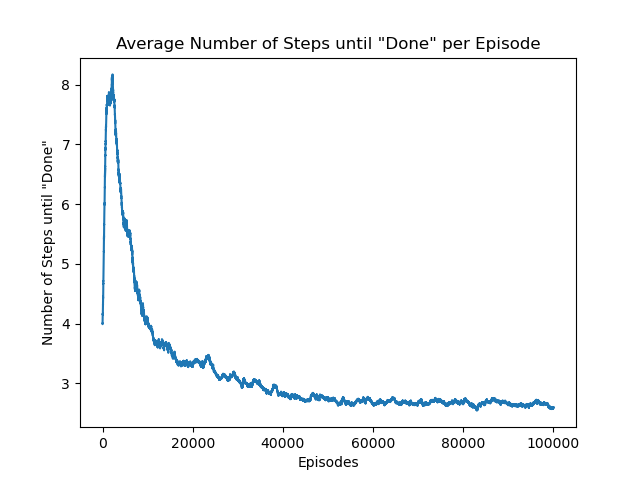 Average Number of Steps until "Done" per Episode
Number of Steps until "Done"
8
7
6
5
4
3
0 20000 40000 60000 80000 100000
Episodes